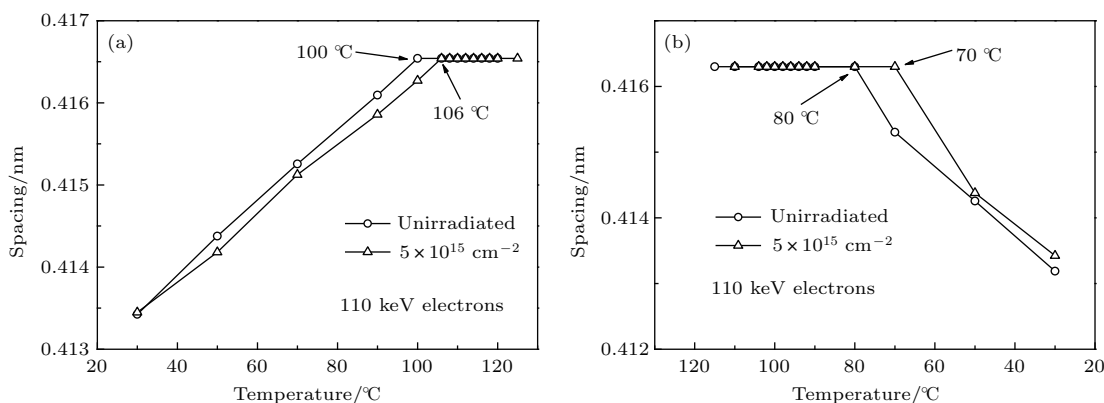 (a)
100 ℃
106 ℃
Unirradiated
5×10¹⁵ cm⁻²
110 keV electrons
Spacing/nm
0.417
0.416
0.415
0.414
0.413
20 40 60 80 100 120
Temperature/℃
(b)
70 ℃
80 ℃
Unirradiated
5×10¹⁵ cm⁻²
110 keV electrons
Spacing/nm
0.416
0.414
0.412
120 100 80 60 40 20
Temperature/℃